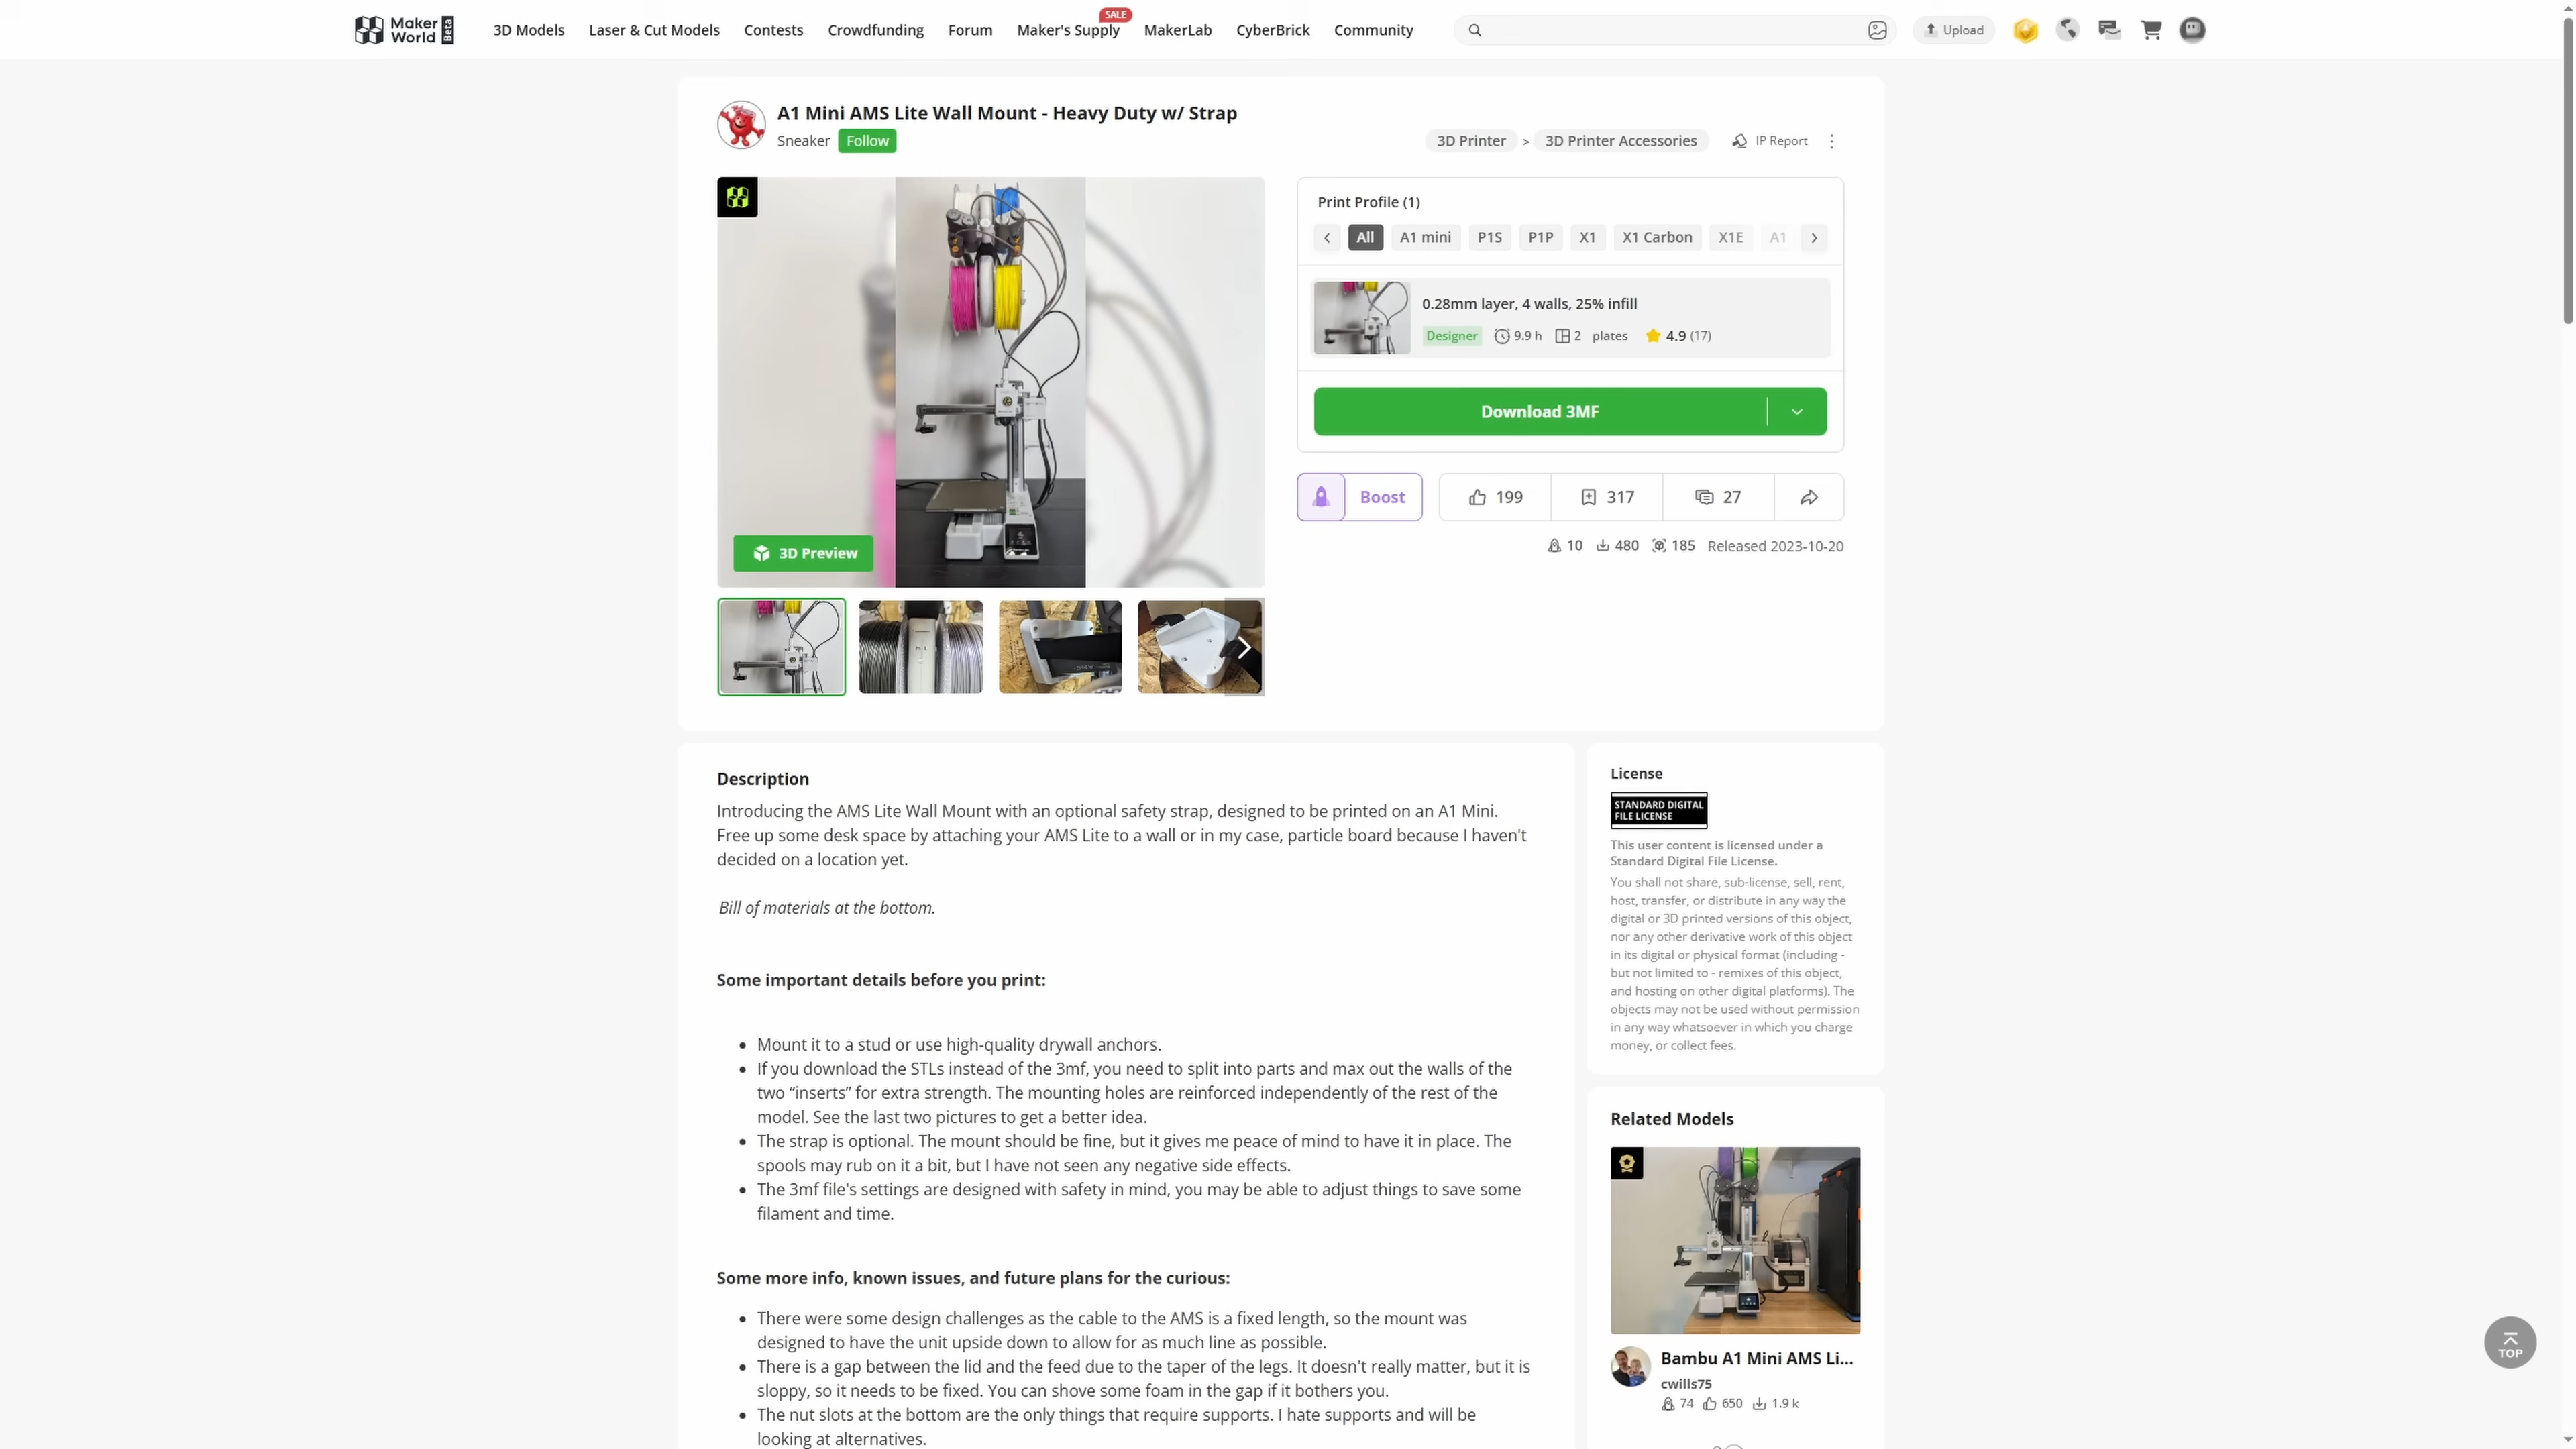 Maker World Beta
3D Models
Laser & Cut Models
Contests
Crowdfunding
Forum
Maker's Supply
SALE
MakerLab
CyberBrick
Community
Upload
A1 Mini AMS Lite Wall Mount - Heavy Duty w/ Strap
Sneaker
Follow
3D Printer > 3D Printer Accessories
IP Report
3D Preview
Print Profile (1)
All
A1 mini
P1S
P1P
X1
X1 Carbon
X1E
A1
0.28mm layer, 4 walls, 25% infill
Designer
9.9 h
2 plates
4.9 (17)
Download 3MF
Boost
199
317
27
10
480
185
Released 2023-10-20
Description
Introducing the AMS Lite Wall Mount with an optional safety strap, designed to be printed on an A1 Mini.
Free up some desk space by attaching your AMS Lite to a wall or in my case, particle board because I haven't
decided on a location yet.
Bill of materials at the bottom.
Some important details before you print:
Mount it to a stud or use high-quality drywall anchors.
If you download the STLs instead of the 3mf, you need to split into parts and max out the walls of the
two “inserts” for extra strength. The mounting holes are reinforced independently of the rest of the
model. See the last two pictures to get a better idea.
The strap is optional. The mount should be fine, but it gives me peace of mind to have it in place. The
spools may rub on it a bit, but I have not seen any negative side effects.
The 3mf file's settings are designed with safety in mind, you may be able to adjust things to save some
filament and time.
Some more info, known issues, and future plans for the curious:
There were some design challenges as the cable to the AMS is a fixed length, so the mount was
designed to have the unit upside down to allow for as much line as possible.
There is a gap between the lid and the feed due to the taper of the legs. It doesn't really matter, but it is
sloppy, so it needs to be fixed. You can shove some foam in the gap if it bothers you.
The nut slots at the bottom are the only things that require supports. I hate supports and will be
looking at alternatives.
License
STANDARD DIGITAL
FILE LICENSE
This user content is licensed under a
Standard Digital File License.
You shall not share, sub-license, sell, rent,
host, transfer, or distribute in any way the
digital or 3D printed versions of this object,
nor any other derivative work of this object
in its digital or physical format (including -
but not limited to - remixes of this object,
and hosting on other digital platforms). The
objects may not be used without permission
in any way whatsoever in which you charge
money, or collect fees.
Related Models
Bambu A1 Mini AMS Li...
cwills75
74
650
1.9 k
TOP